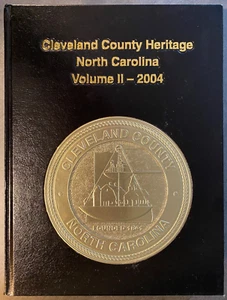 Cleveland County Heritage
North Carolina
Volume II – 2004
CLEVELAND COUNTY
NORTH CAROLINA